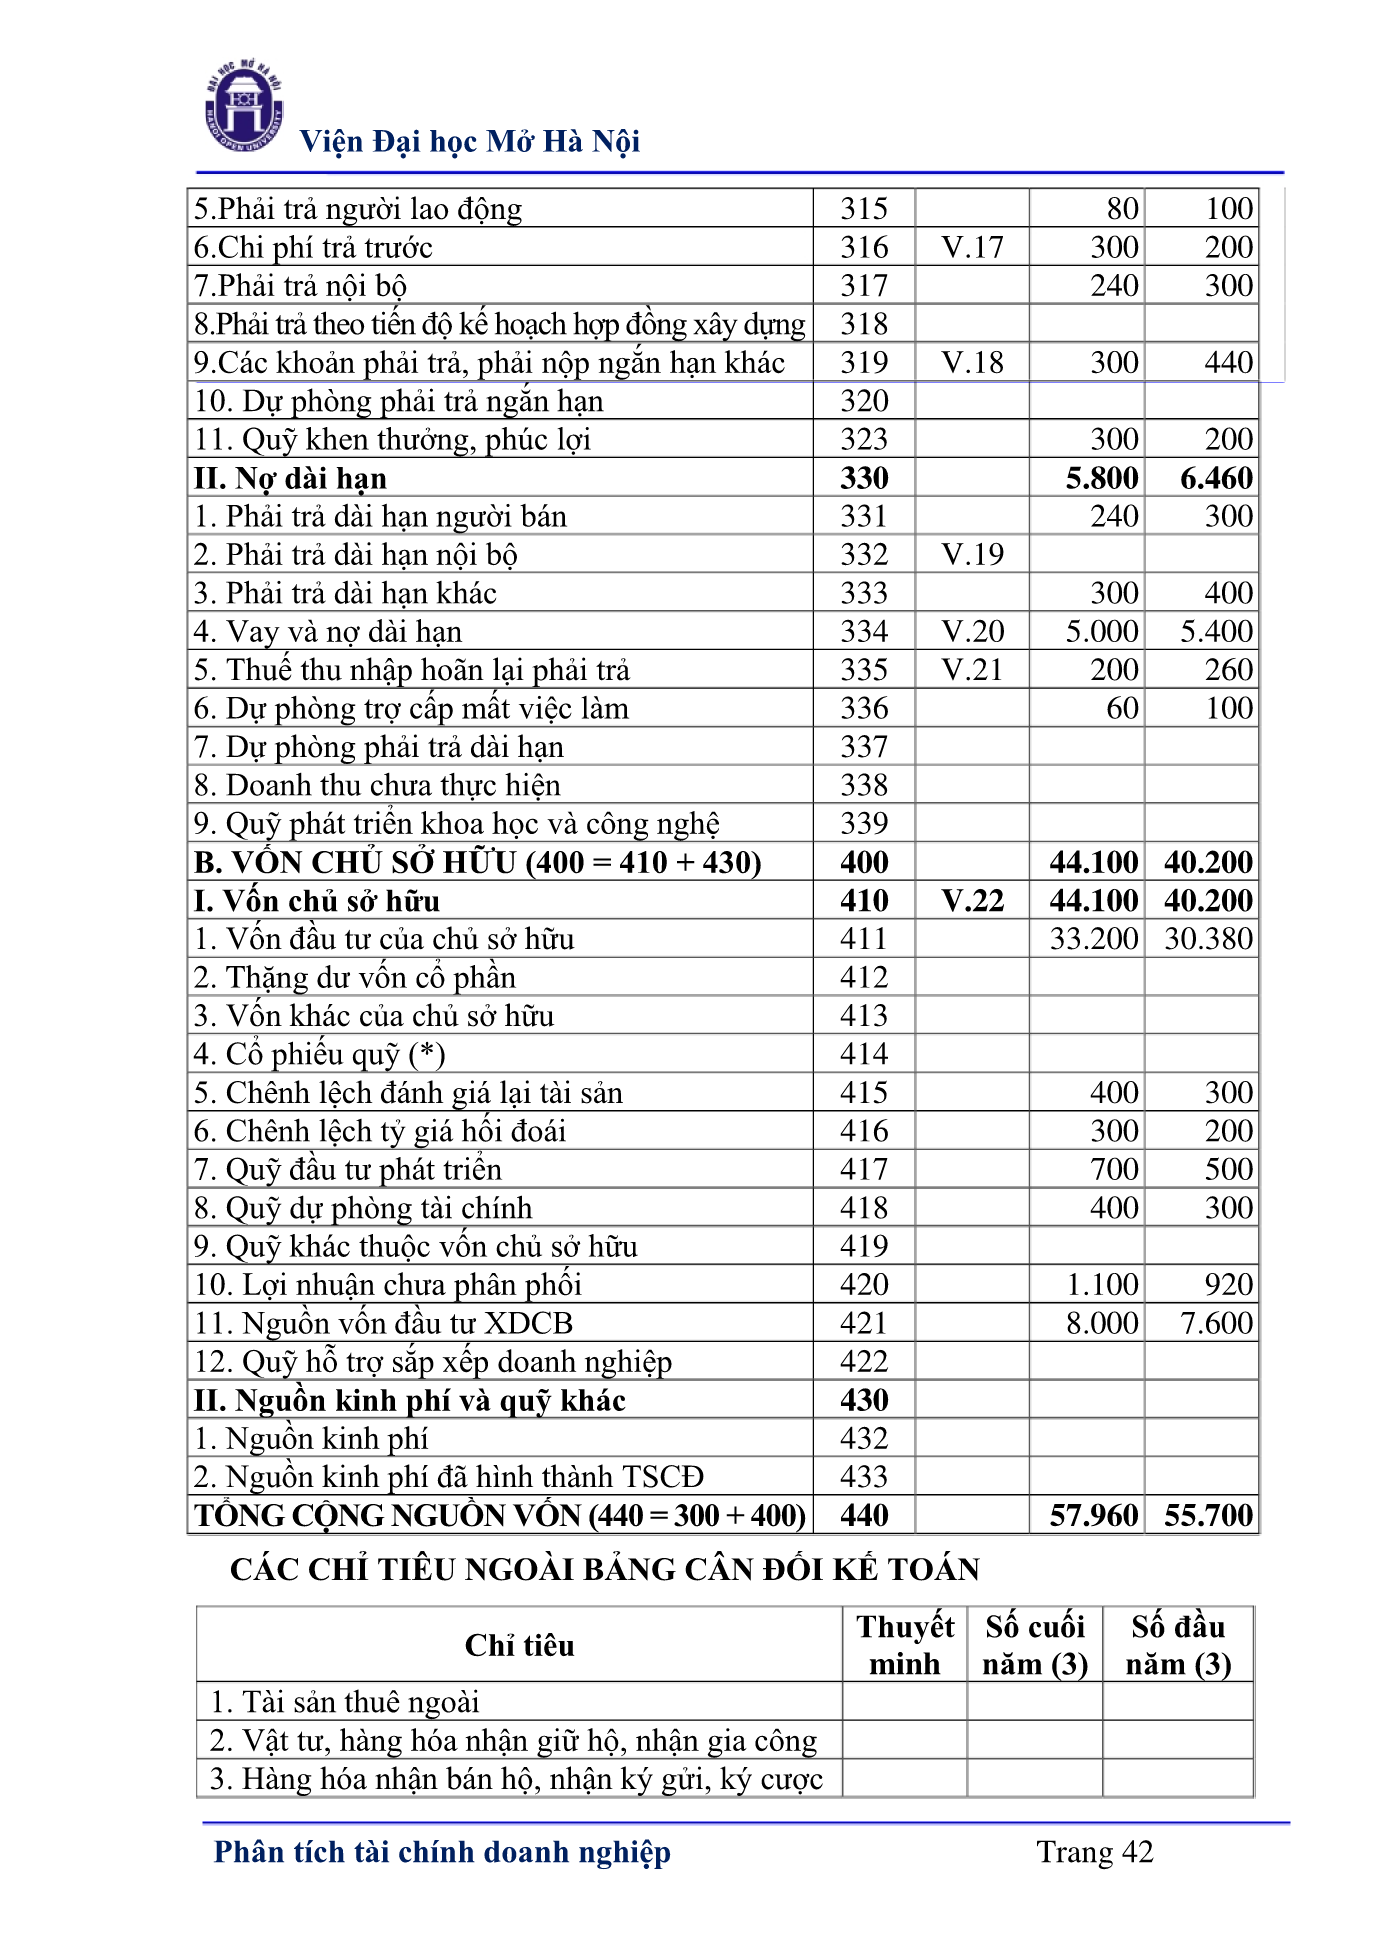 ĐẠI HỌC MỞ HÀ NỘI
HANOI OPEN UNIVERSITY
Viện Đại học Mở Hà Nội
5.Phải trả người lao động 315 80 100
6.Chi phí trả trước 316 V.17 300 200
7.Phải trả nội bộ 317 240 300
8.Phải trả theo tiến độ kế hoạch hợp đồng xây dựng 318
9.Các khoản phải trả, phải nộp ngắn hạn khác 319 V.18 300 440
10. Dự phòng phải trả ngắn hạn 320
11. Quỹ khen thưởng, phúc lợi 323 300 200
II. Nợ dài hạn 330 5.800 6.460
1. Phải trả dài hạn người bán 331 240 300
2. Phải trả dài hạn nội bộ 332 V.19
3. Phải trả dài hạn khác 333 300 400
4. Vay và nợ dài hạn 334 V.20 5.000 5.400
5. Thuế thu nhập hoãn lại phải trả 335 V.21 200 260
6. Dự phòng trợ cấp mất việc làm 336 60 100
7. Dự phòng phải trả dài hạn 337
8. Doanh thu chưa thực hiện 338
9. Quỹ phát triển khoa học và công nghệ 339
B. VỐN CHỦ SỞ HỮU (400 = 410 + 430) 400 44.100 40.200
I. Vốn chủ sở hữu 410 V.22 44.100 40.200
1. Vốn đầu tư của chủ sở hữu 411 33.200 30.380
2. Thặng dư vốn cổ phần 412
3. Vốn khác của chủ sở hữu 413
4. Cổ phiếu quỹ (*) 414
5. Chênh lệch đánh giá lại tài sản 415 400 300
6. Chênh lệch tỷ giá hối đoái 416 300 200
7. Quỹ đầu tư phát triển 417 700 500
8. Quỹ dự phòng tài chính 418 400 300
9. Quỹ khác thuộc vốn chủ sở hữu 419
10. Lợi nhuận chưa phân phối 420 1.100 920
11. Nguồn vốn đầu tư XDCB 421 8.000 7.600
12. Quỹ hỗ trợ sắp xếp doanh nghiệp 422
II. Nguồn kinh phí và quỹ khác 430
1. Nguồn kinh phí 432
2. Nguồn kinh phí đã hình thành TSCĐ 433
TỔNG CỘNG NGUỒN VỐN (440 = 300 + 400) 440 57.960 55.700
CÁC CHỈ TIÊU NGOÀI BẢNG CÂN ĐỐI KẾ TOÁN
Chỉ tiêu Thuyết minh Số cuối năm (3) Số đầu năm (3)
1. Tài sản thuê ngoài
2. Vật tư, hàng hóa nhận giữ hộ, nhận gia công
3. Hàng hóa nhận bán hộ, nhận ký gửi, ký cược
Phân tích tài chính doanh nghiệp Trang 42